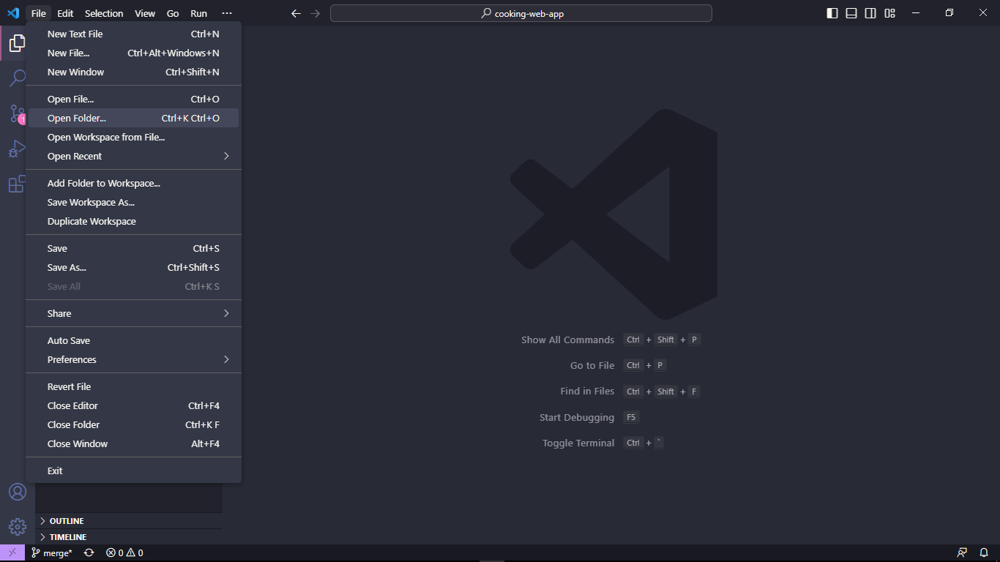 File Edit Selection View Go Run ···
cooking-web-app
New Text File Ctrl+N
New File... Ctrl+Alt+Windows+N
New Window Ctrl+Shift+N
Open File... Ctrl+O
Open Folder... Ctrl+K Ctrl+O
Open Workspace from File...
Open Recent
Add Folder to Workspace...
Save Workspace As...
Duplicate Workspace
Save Ctrl+S
Save As... Ctrl+Shift+S
Save All Ctrl+K S
Share
Auto Save
Preferences
Revert File
Close Editor Ctrl+F4
Close Folder Ctrl+K F
Close Window Alt+F4
Exit
1
Show All Commands Ctrl + Shift + P
Go to File Ctrl + P
Find in Files Ctrl + Shift + F
Start Debugging F5
Toggle Terminal Ctrl + `
OUTLINE
TIMELINE
merge* 0 0